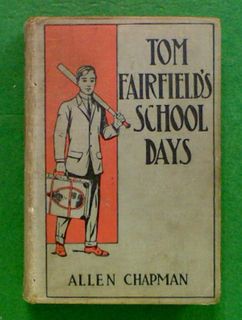 TOM
FAIRFIELD'S
SCHOOL
DAYS
ALLEN CHAPMAN